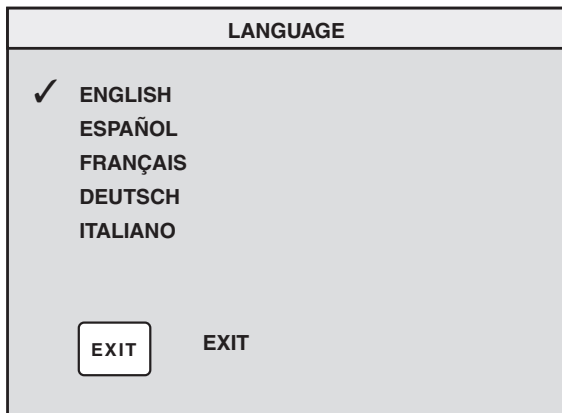 LANGUAGE
✓ ENGLISH
ESPAÑOL
FRANÇAIS
DEUTSCH
ITALIANO
EXIT EXIT